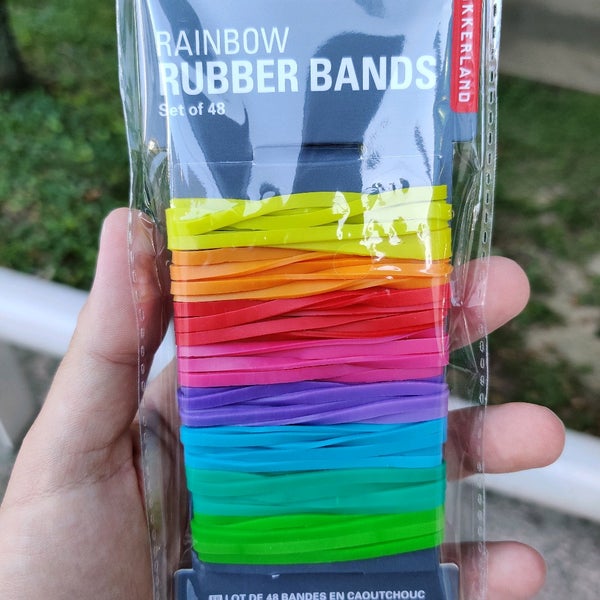 RAINBOW
RUBBER BANDS
Set of 48
KKERLAND
LOT DE 48 BANDES EN CAOUTCHOUC